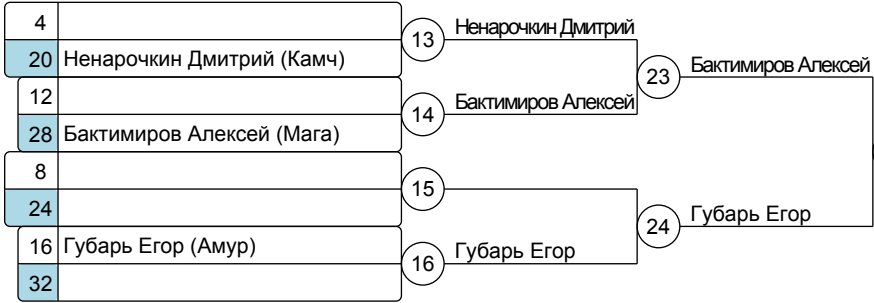 4
13
Ненарочкин Дмитрий
20 Ненарочкин Дмитрий (Камч)
23
Бактимиров Алексей
12
14
Бактимиров Алексей
28 Бактимиров Алексей (Мага)
8
15
24
24
Губарь Егор
16 Губарь Егор (Амур)
16
Губарь Егор
32